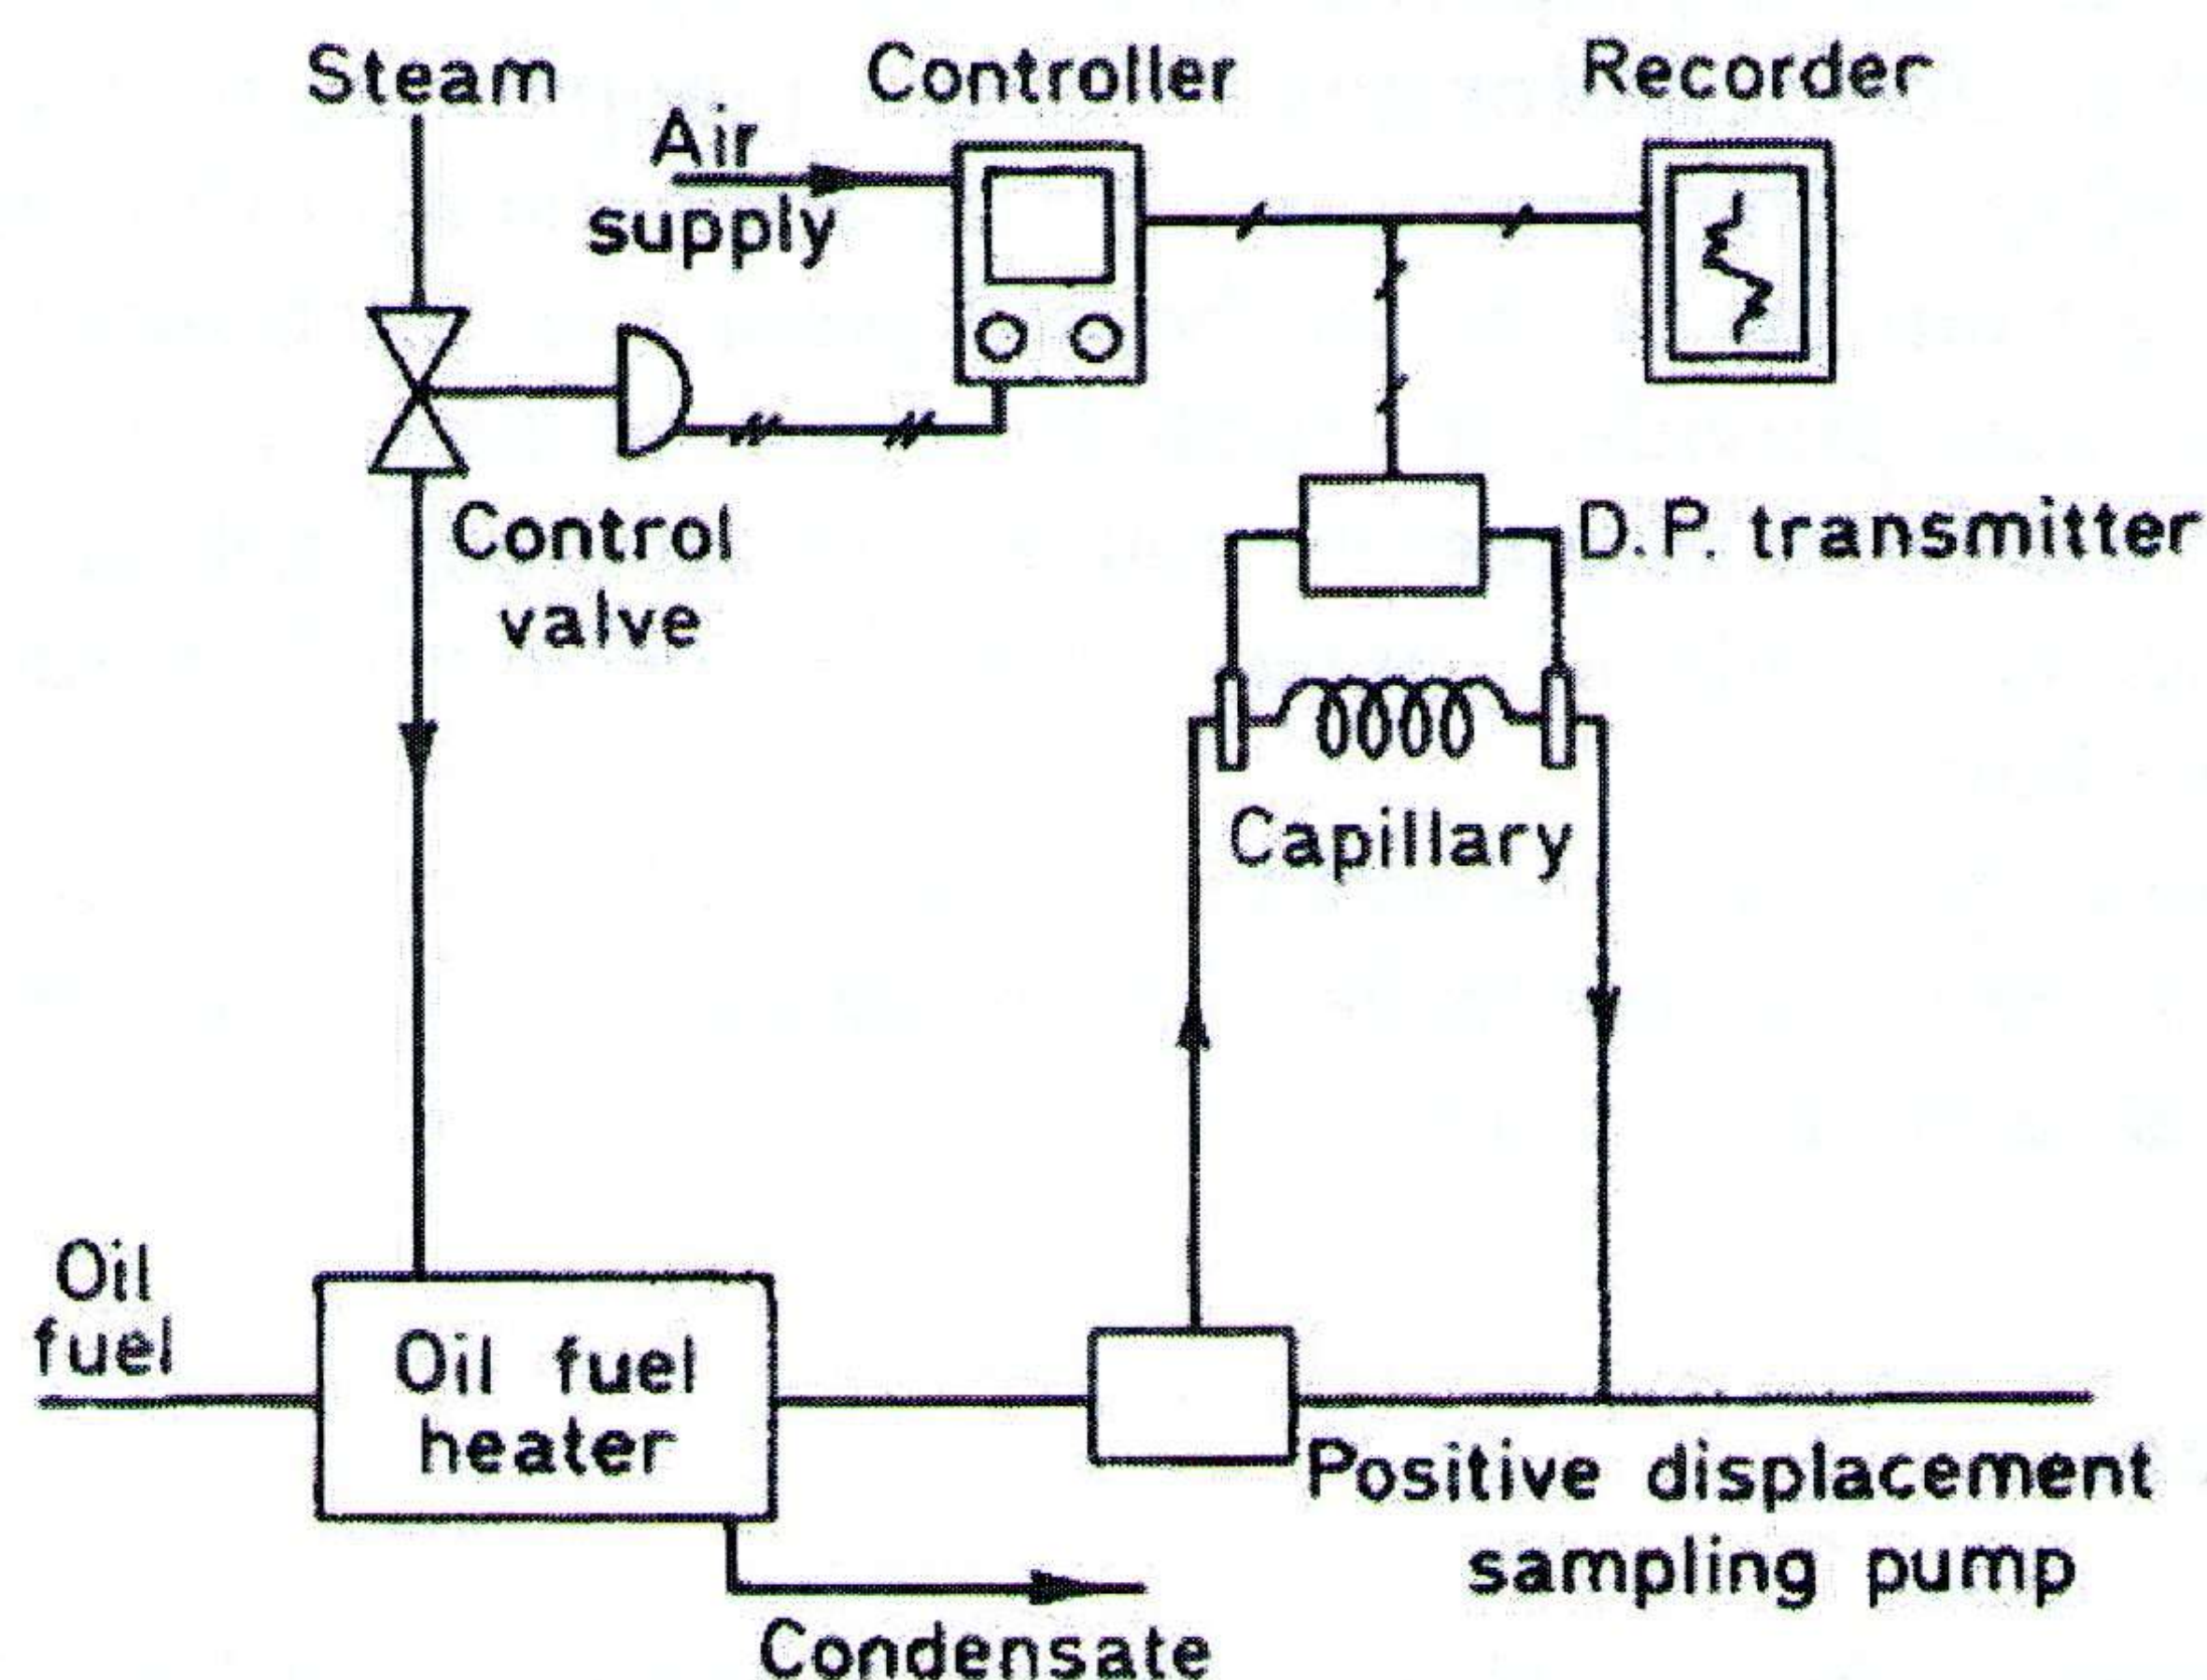 Steam
Controller
Recorder
Air
supply
Control
valve
D.P. transmitter
Capillary
Oil
fuel
Oil fuel
heater
Positive displacement
sampling pump
Condensate